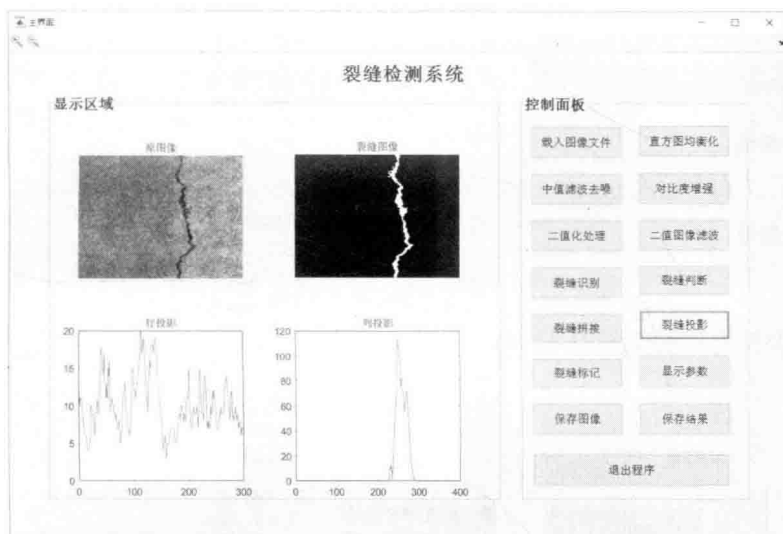 主界面
裂缝检测系统
显示区域
原图像
裂缝图像
行投影
20
15
10
5
0
0
100
200
300
列投影
120
100
80
60
40
20
0
0
100
200
300
400
控制面板
载入图像文件
直方图均衡化
中值滤波去噪
对比度增强
二值化处理
二值图像滤波
裂缝识别
裂缝判断
裂缝拼接
裂缝投影
裂缝标记
显示参数
保存图像
保存结果
退出程序